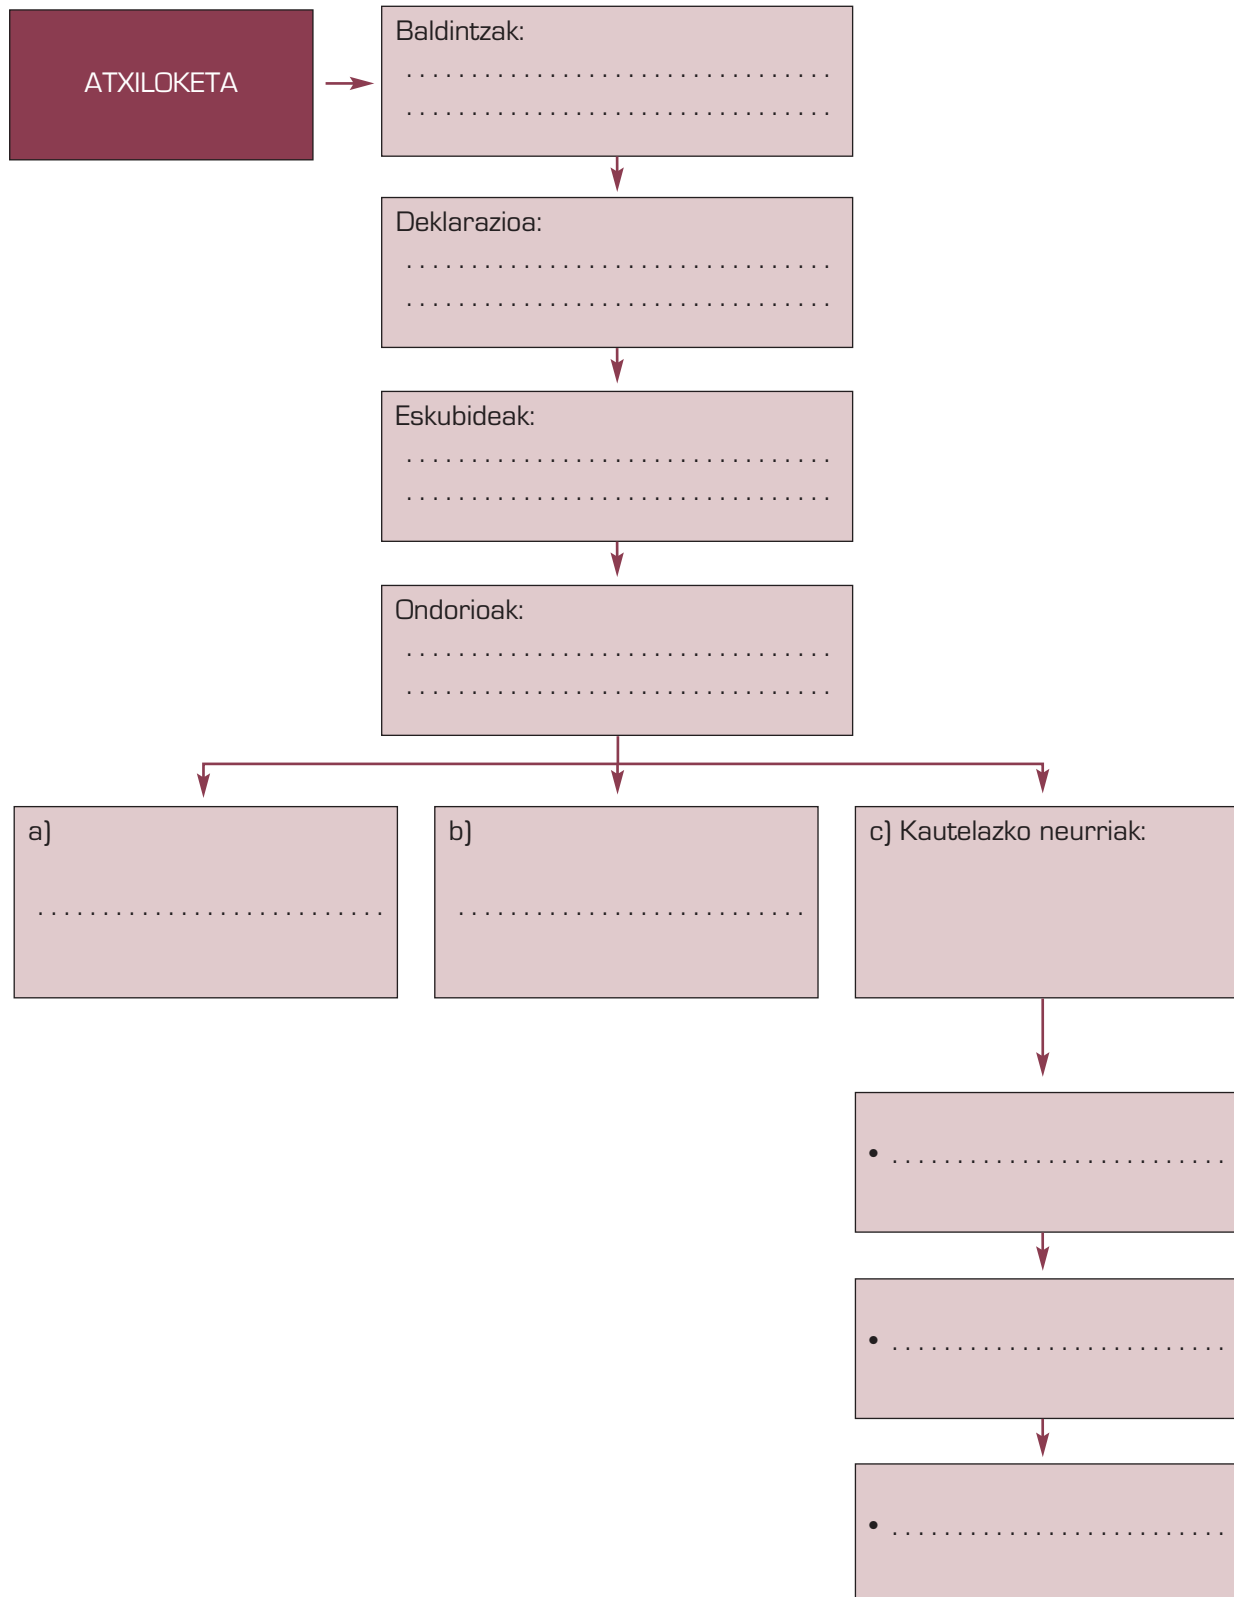 ATXILOKETA
Baldintzak:
. . . . . . . . . . . . . . . . . . . . . . . . . . . . . . . . .
. . . . . . . . . . . . . . . . . . . . . . . . . . . . . . . . .
Deklarazioa:
. . . . . . . . . . . . . . . . . . . . . . . . . . . . . . . . .
. . . . . . . . . . . . . . . . . . . . . . . . . . . . . . . . .
Eskubideak:
. . . . . . . . . . . . . . . . . . . . . . . . . . . . . . . . .
. . . . . . . . . . . . . . . . . . . . . . . . . . . . . . . . .
Ondorioak:
. . . . . . . . . . . . . . . . . . . . . . . . . . . . . . . . .
. . . . . . . . . . . . . . . . . . . . . . . . . . . . . . . . .
a)
. . . . . . . . . . . . . . . . . . . . . . . . . . .
b)
. . . . . . . . . . . . . . . . . . . . . . . . . . .
c) Kautelazko neurriak:
• . . . . . . . . . . . . . . . . . . . . . . . . . .
• . . . . . . . . . . . . . . . . . . . . . . . . . .
• . . . . . . . . . . . . . . . . . . . . . . . . . .